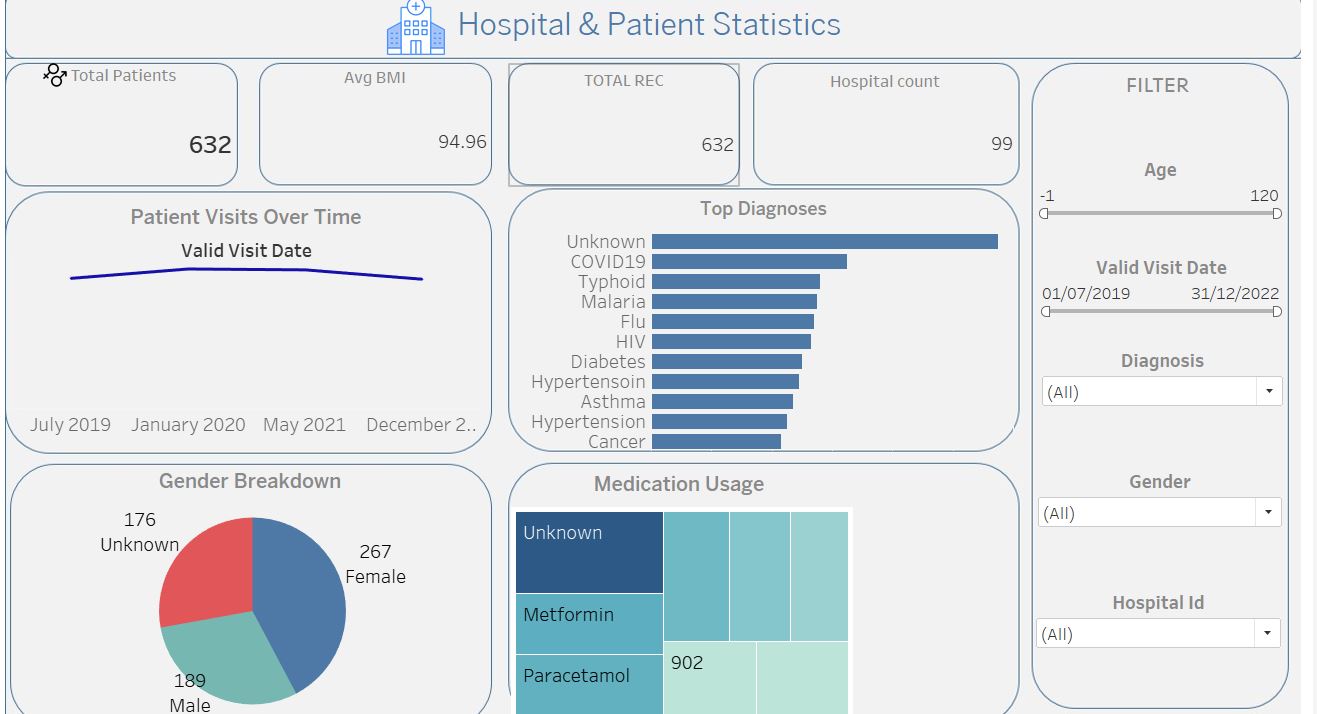 Hospital & Patient Statistics
Total Patients
632
Avg BMI
94.96
TOTAL REC
632
Hospital count
99
Patient Visits Over Time
Valid Visit Date
July 2019 January 2020 May 2021 December 2..
Top Diagnoses
Unknown
COVID19
Typhoid
Malaria
Flu
HIV
Diabetes
Hypertensoin
Asthma
Hypertension
Cancer
Gender Breakdown
176
Unknown
267
Female
189
Male
Medication Usage
Unknown
Metformin
Paracetamol
902
FILTER
Age
-1 120
Valid Visit Date
01/07/2019 31/12/2022
Diagnosis
(All)
Gender
(All)
Hospital Id
(All)